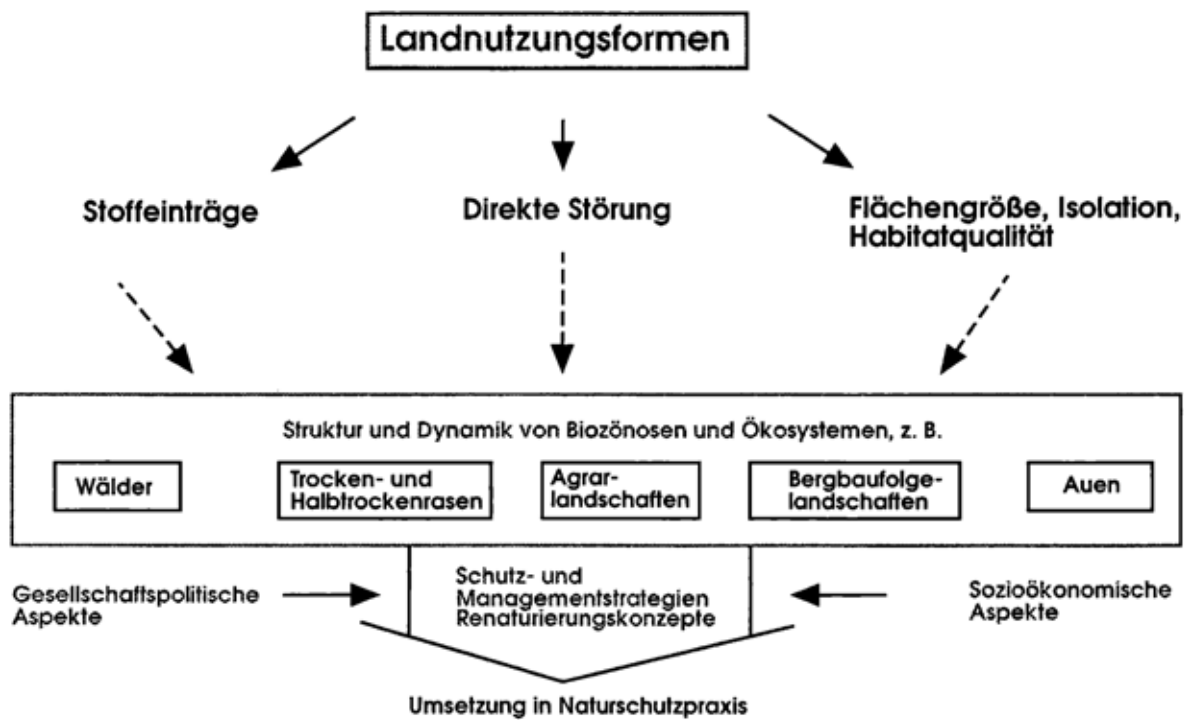 Landnutzungsformen
Stoffeinträge
Direkte Störung
Flächengröße, Isolation,
Habitatqualität
Struktur und Dynamik von Biozönosen und Ökosystemen, z. B.
Wälder
Trocken- und
Halbtrockenrasen
Agrar-
landschaften
Bergbaufolge-
landschaften
Auen
Gesellschaftspolitische
Aspekte
Schutz- und
Managementstrategien
Renaturierungskonzepte
Sozioökonomische
Aspekte
Umsetzung in Naturschutzpraxis